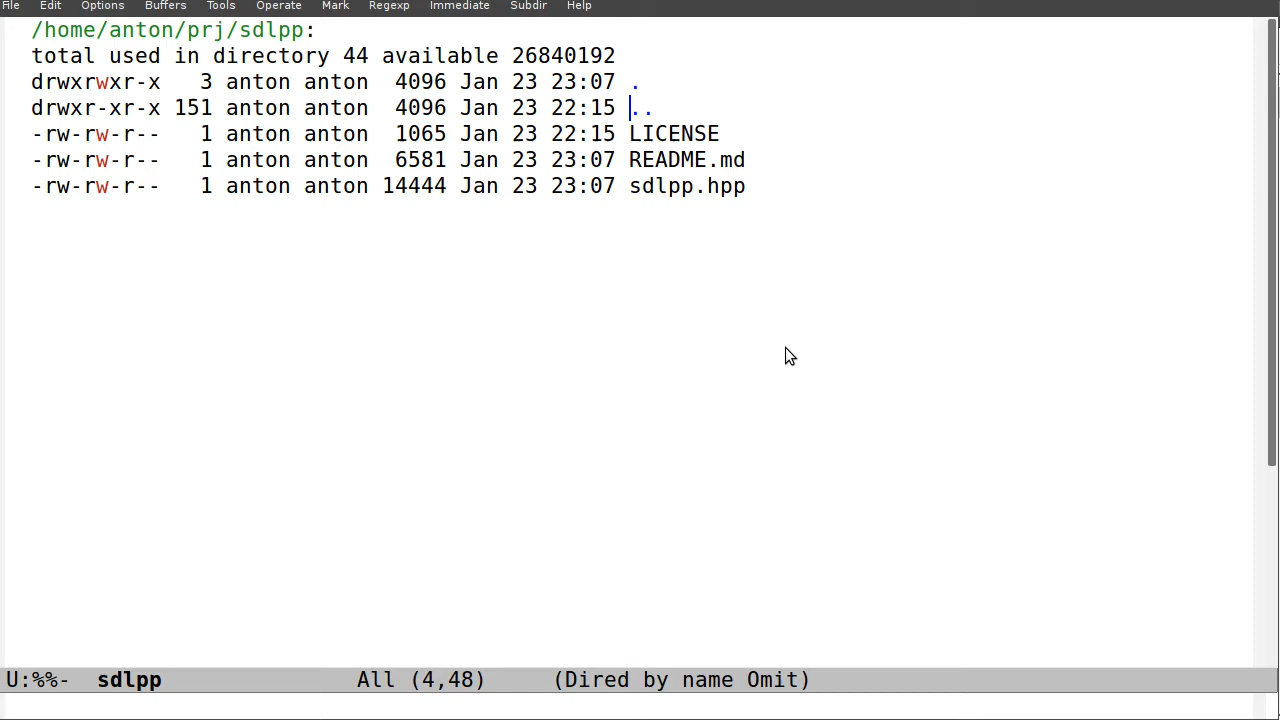 File Edit Options Buffers Tools Operate Mark Regexp Immediate Subdir Help
/home/anton/prj/sdlpp:
total used in directory 44 available 26840192
drwxrwxr-x   3 anton anton  4096 Jan 23 23:07 .
drwxr-xr-x 151 anton anton  4096 Jan 23 22:15 ..
-rw-rw-r--   1 anton anton  1065 Jan 23 22:15 LICENSE
-rw-rw-r--   1 anton anton  6581 Jan 23 23:07 README.md
-rw-rw-r--   1 anton anton 14444 Jan 23 23:07 sdlpp.hpp
U:%%-  sdlpp               All (4,48)     (Dired by name Omit)